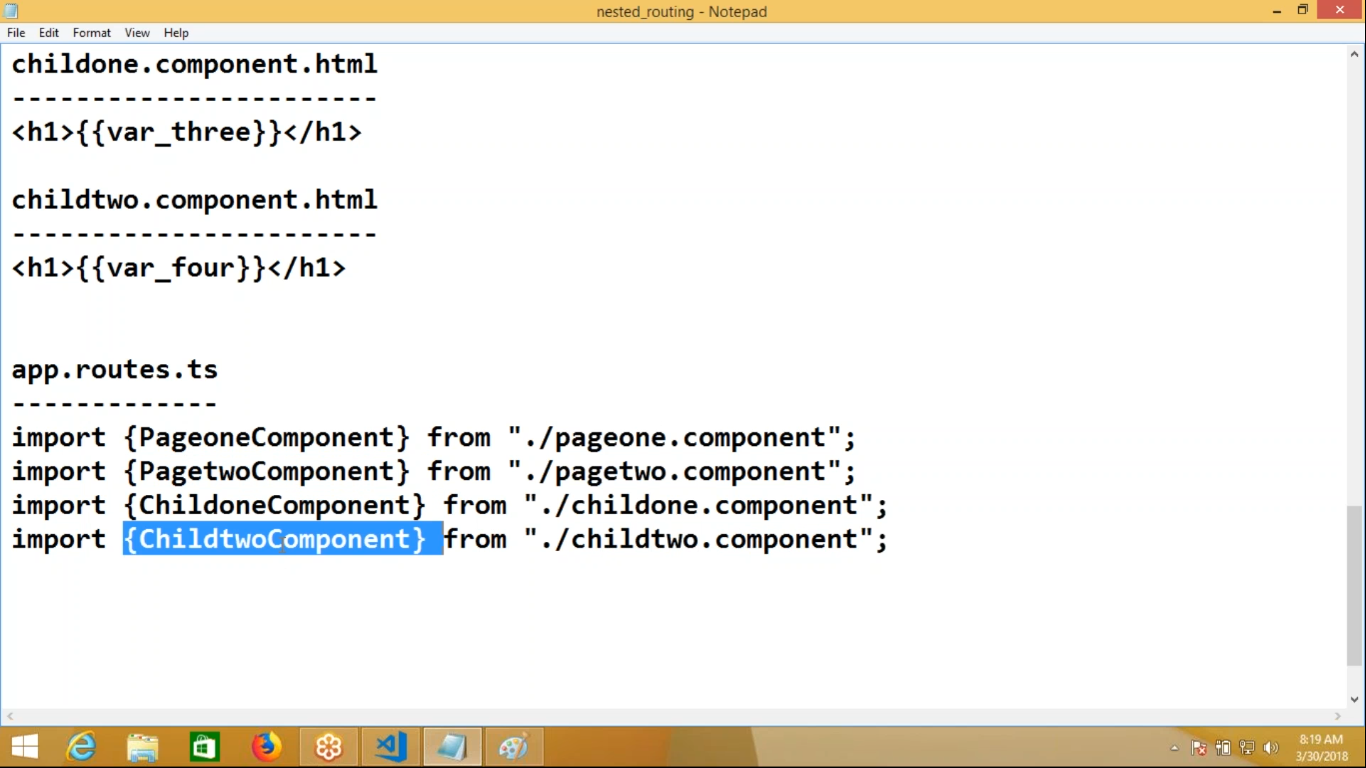 nested_routing - Notepad
File Edit Format View Help
childone.component.html
-----------------------
<h1>{{var_three}}</h1>
childtwo.component.html
-----------------------
<h1>{{var_four}}</h1>
app.routes.ts
-------------
import {PageoneComponent} from "./pageone.component";
import {PagetwoComponent} from "./pagetwo.component";
import {ChildoneComponent} from "./childone.component";
import {ChildtwoComponent} from "./childtwo.component";
8:19 AM
3/30/2018